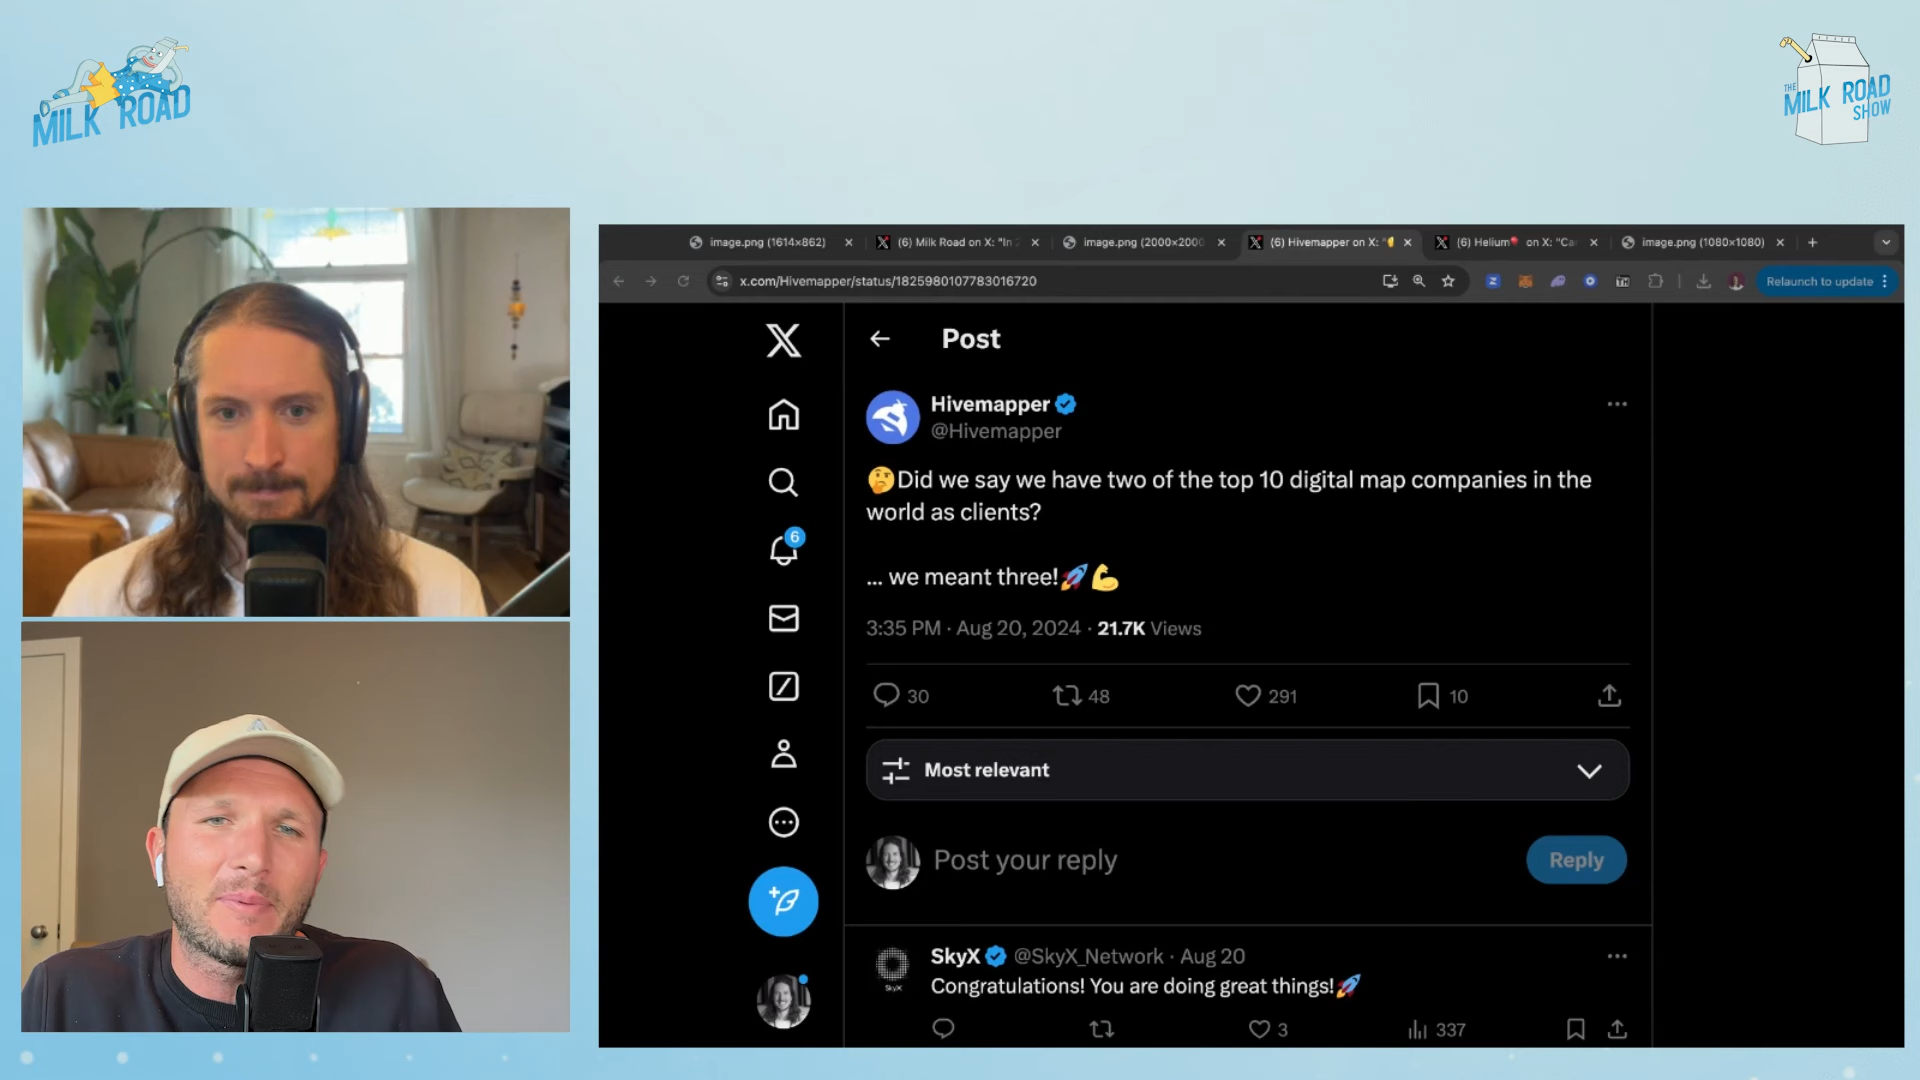 MILK ROAD
THE
MILK ROAD
SHOW
image.png (1614×862)
(6) Milk Road on X: "In
image.png (2000×2000
(6) Hivemapper on X: "
(6) Helium on X: "Ca
image.png (1080×1080)
x.com/Hivemapper/status/1825980107783016720
Relaunch to update
Post
Hivemapper
@Hivemapper
🤔Did we say we have two of the top 10 digital map companies in the
world as clients?
... we meant three!🚀💪
3:35 PM · Aug 20, 2024 · 21.7K Views
30 48 291 10
6
Most relevant
Post your reply
Reply
SkyX @SkyX_Network · Aug 20
Congratulations! You are doing great things!🚀
SkyX
3 337